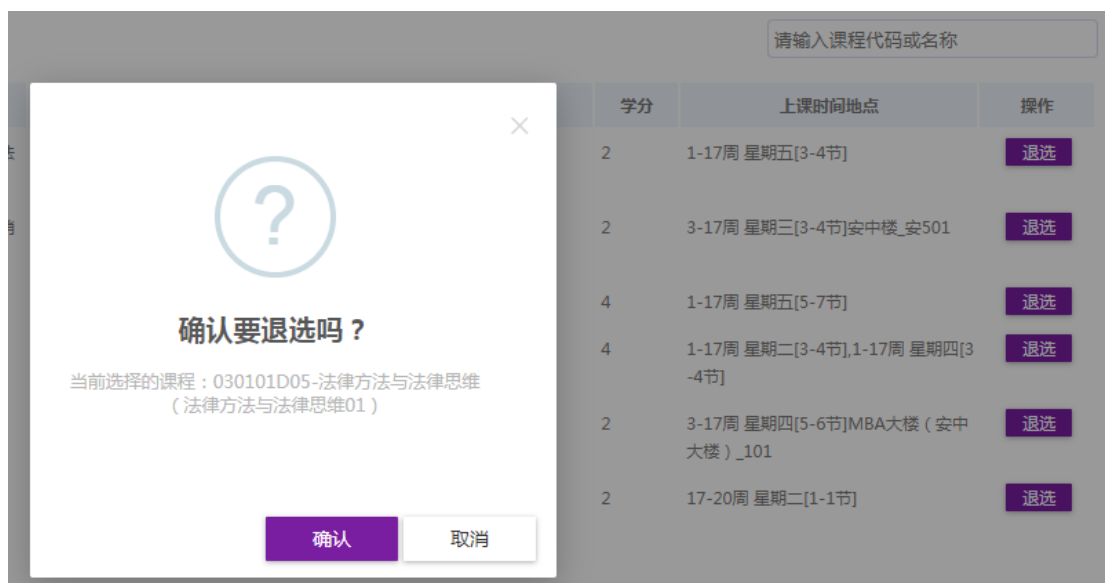 请输入课程代码或名称
学分 上课时间地点 操作
2 1-17周 星期五[3-4节] 退选
2 3-17周 星期三[3-4节]安中楼_安501 退选
4 1-17周 星期五[5-7节] 退选
确认要退选吗？
4 1-17周 星期二[3-4节],1-17周 星期四[3 退选
-4节]
当前选择的课程：030101D05-法律方法与法律思维
（法律方法与法律思维01）
2 3-17周 星期四[5-6节]MBA大楼（安中 退选
大楼）_101
2 17-20周 星期二[1-1节] 退选
确认 取消